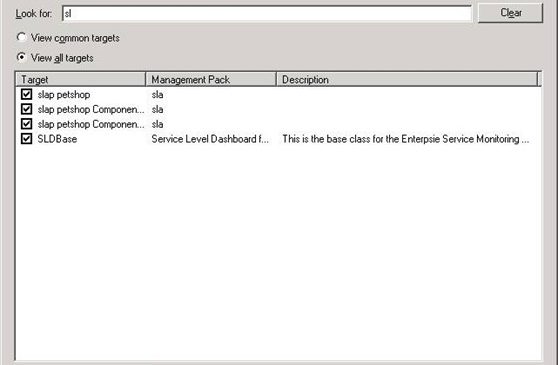 Look for: sl Clear
View common targets
View all targets
Target Management Pack Description
slap petshop sla
slap petshop Componen... sla
slap petshop Componen... sla
SLDBase Service Level Dashboard f... This is the base class for the Enterpsie Service Monitoring ...